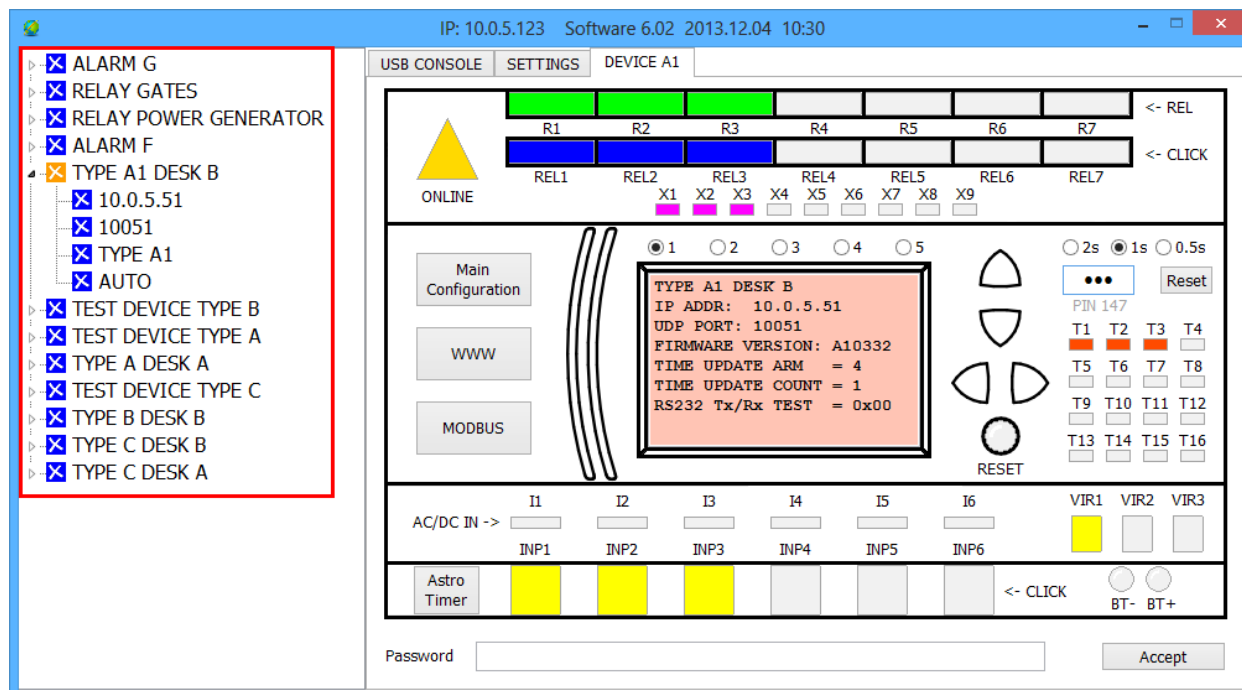 IP: 10.0.5.123 Software 6.02 2013.12.04 10:30
ALARM G
RELAY GATES
RELAY POWER GENERATOR
ALARM F
TYPE A1 DESK B
10.0.5.51
10051
TYPE A1
AUTO
TEST DEVICE TYPE B
TEST DEVICE TYPE A
TYPE A DESK A
TEST DEVICE TYPE C
TYPE B DESK B
TYPE C DESK B
TYPE C DESK A
USB CONSOLE SETTINGS DEVICE A1
<- REL
R1 R2 R3 R4 R5 R6 R7
<- CLICK
REL1 REL2 REL3 REL4 REL5 REL6 REL7
ONLINE
X1 X2 X3 X4 X5 X6 X7 X8 X9
Main
Configuration
WWW
MODBUS
1 2 3 4 5
TYPE A1 DESK B
IP ADDR: 10.0.5.51
UDP PORT: 10051
FIRMWARE VERSION: A10332
TIME UPDATE ARM = 4
TIME UPDATE COUNT = 1
RS232 Tx/Rx TEST = 0x00
RESET
2s 1s 0.5s
••• Reset
PIN 147
T1 T2 T3 T4
T5 T6 T7 T8
T9 T10 T11 T12
T13 T14 T15 T16
I1 I2 I3 I4 I5 I6
AC/DC IN ->
INP1 INP2 INP3 INP4 INP5 INP6
VIR1 VIR2 VIR3
Astro
Timer
<- CLICK
BT- BT+
Password
Accept